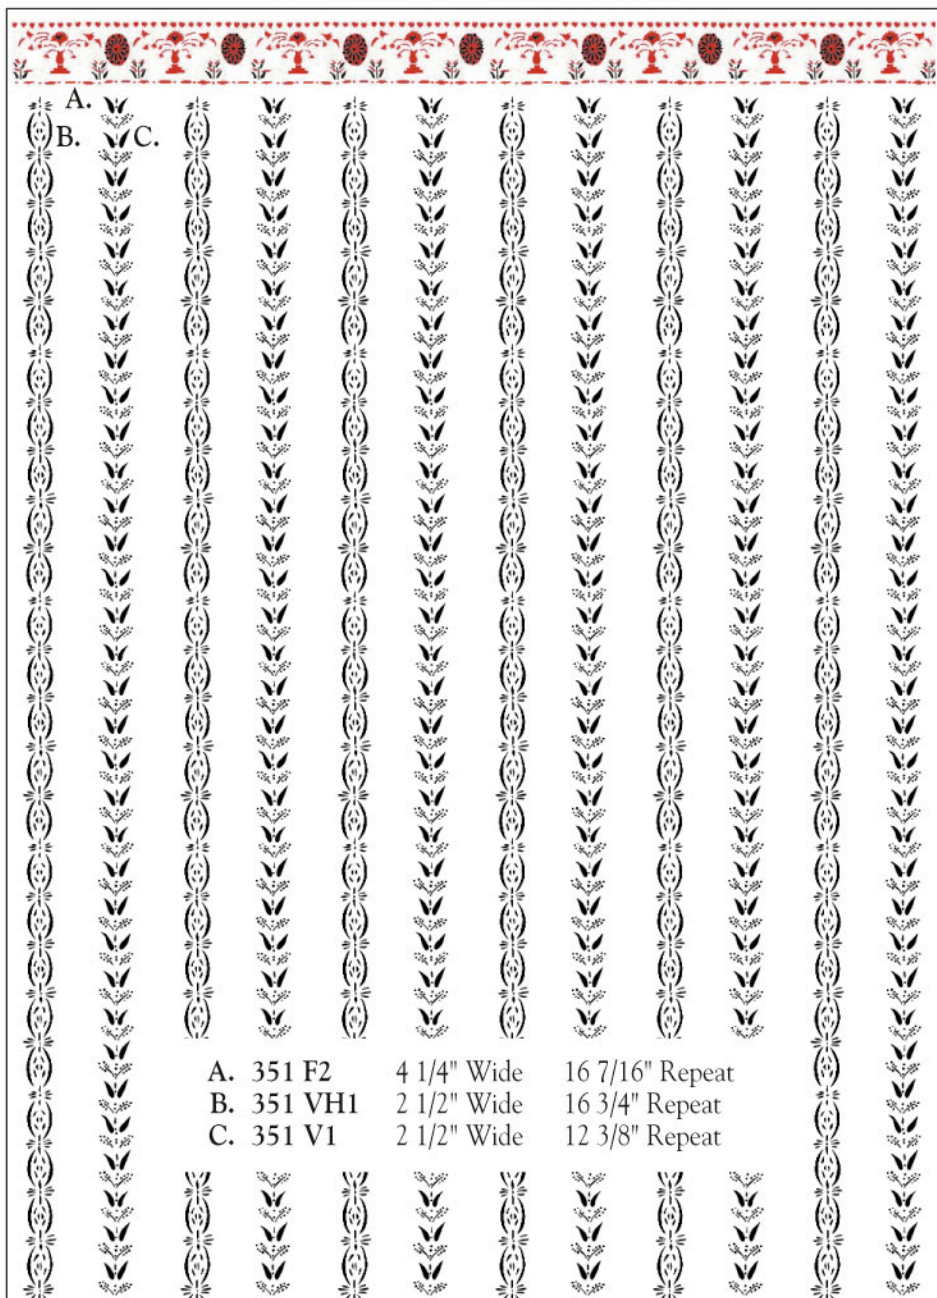 A.
B. C.
A. 351 F2 4 1/4" Wide 16 7/16" Repeat
B. 351 VH1 2 1/2" Wide 16 3/4" Repeat
C. 351 V1 2 1/2" Wide 12 3/8" Repeat